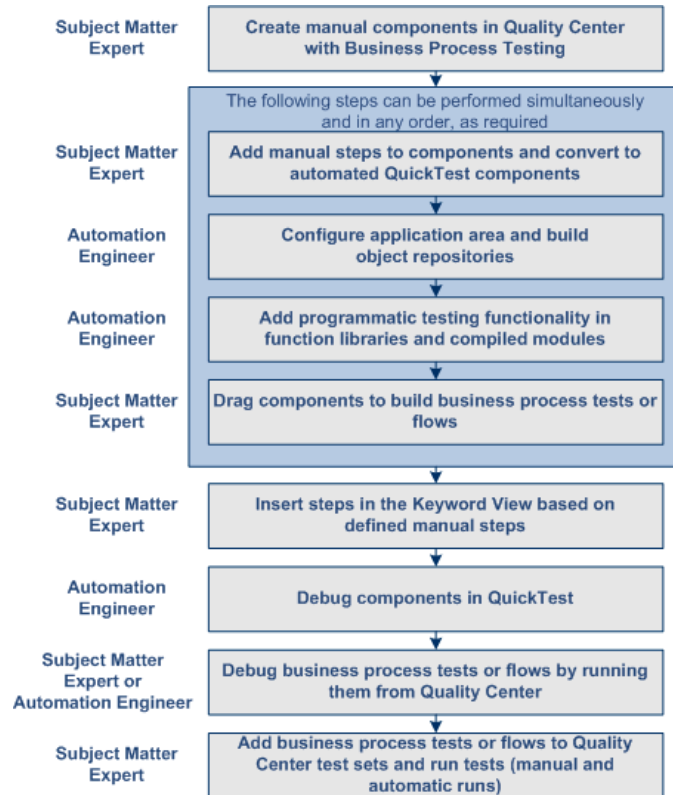 Subject Matter
Expert
Create manual components in Quality Center
with Business Process Testing
The following steps can be performed simultaneously
and in any order, as required
Subject Matter
Expert
Add manual steps to components and convert to
automated QuickTest components
Automation
Engineer
Configure application area and build
object repositories
Automation
Engineer
Add programmatic testing functionality in
function libraries and compiled modules
Subject Matter
Expert
Drag components to build business process tests or
flows
Subject Matter
Expert
Insert steps in the Keyword View based on
defined manual steps
Automation
Engineer
Debug components in QuickTest
Subject Matter
Expert or
Automation Engineer
Debug business process tests or flows by running
them from Quality Center
Subject Matter
Expert
Add business process tests or flows to Quality
Center test sets and run tests (manual and
automatic runs)